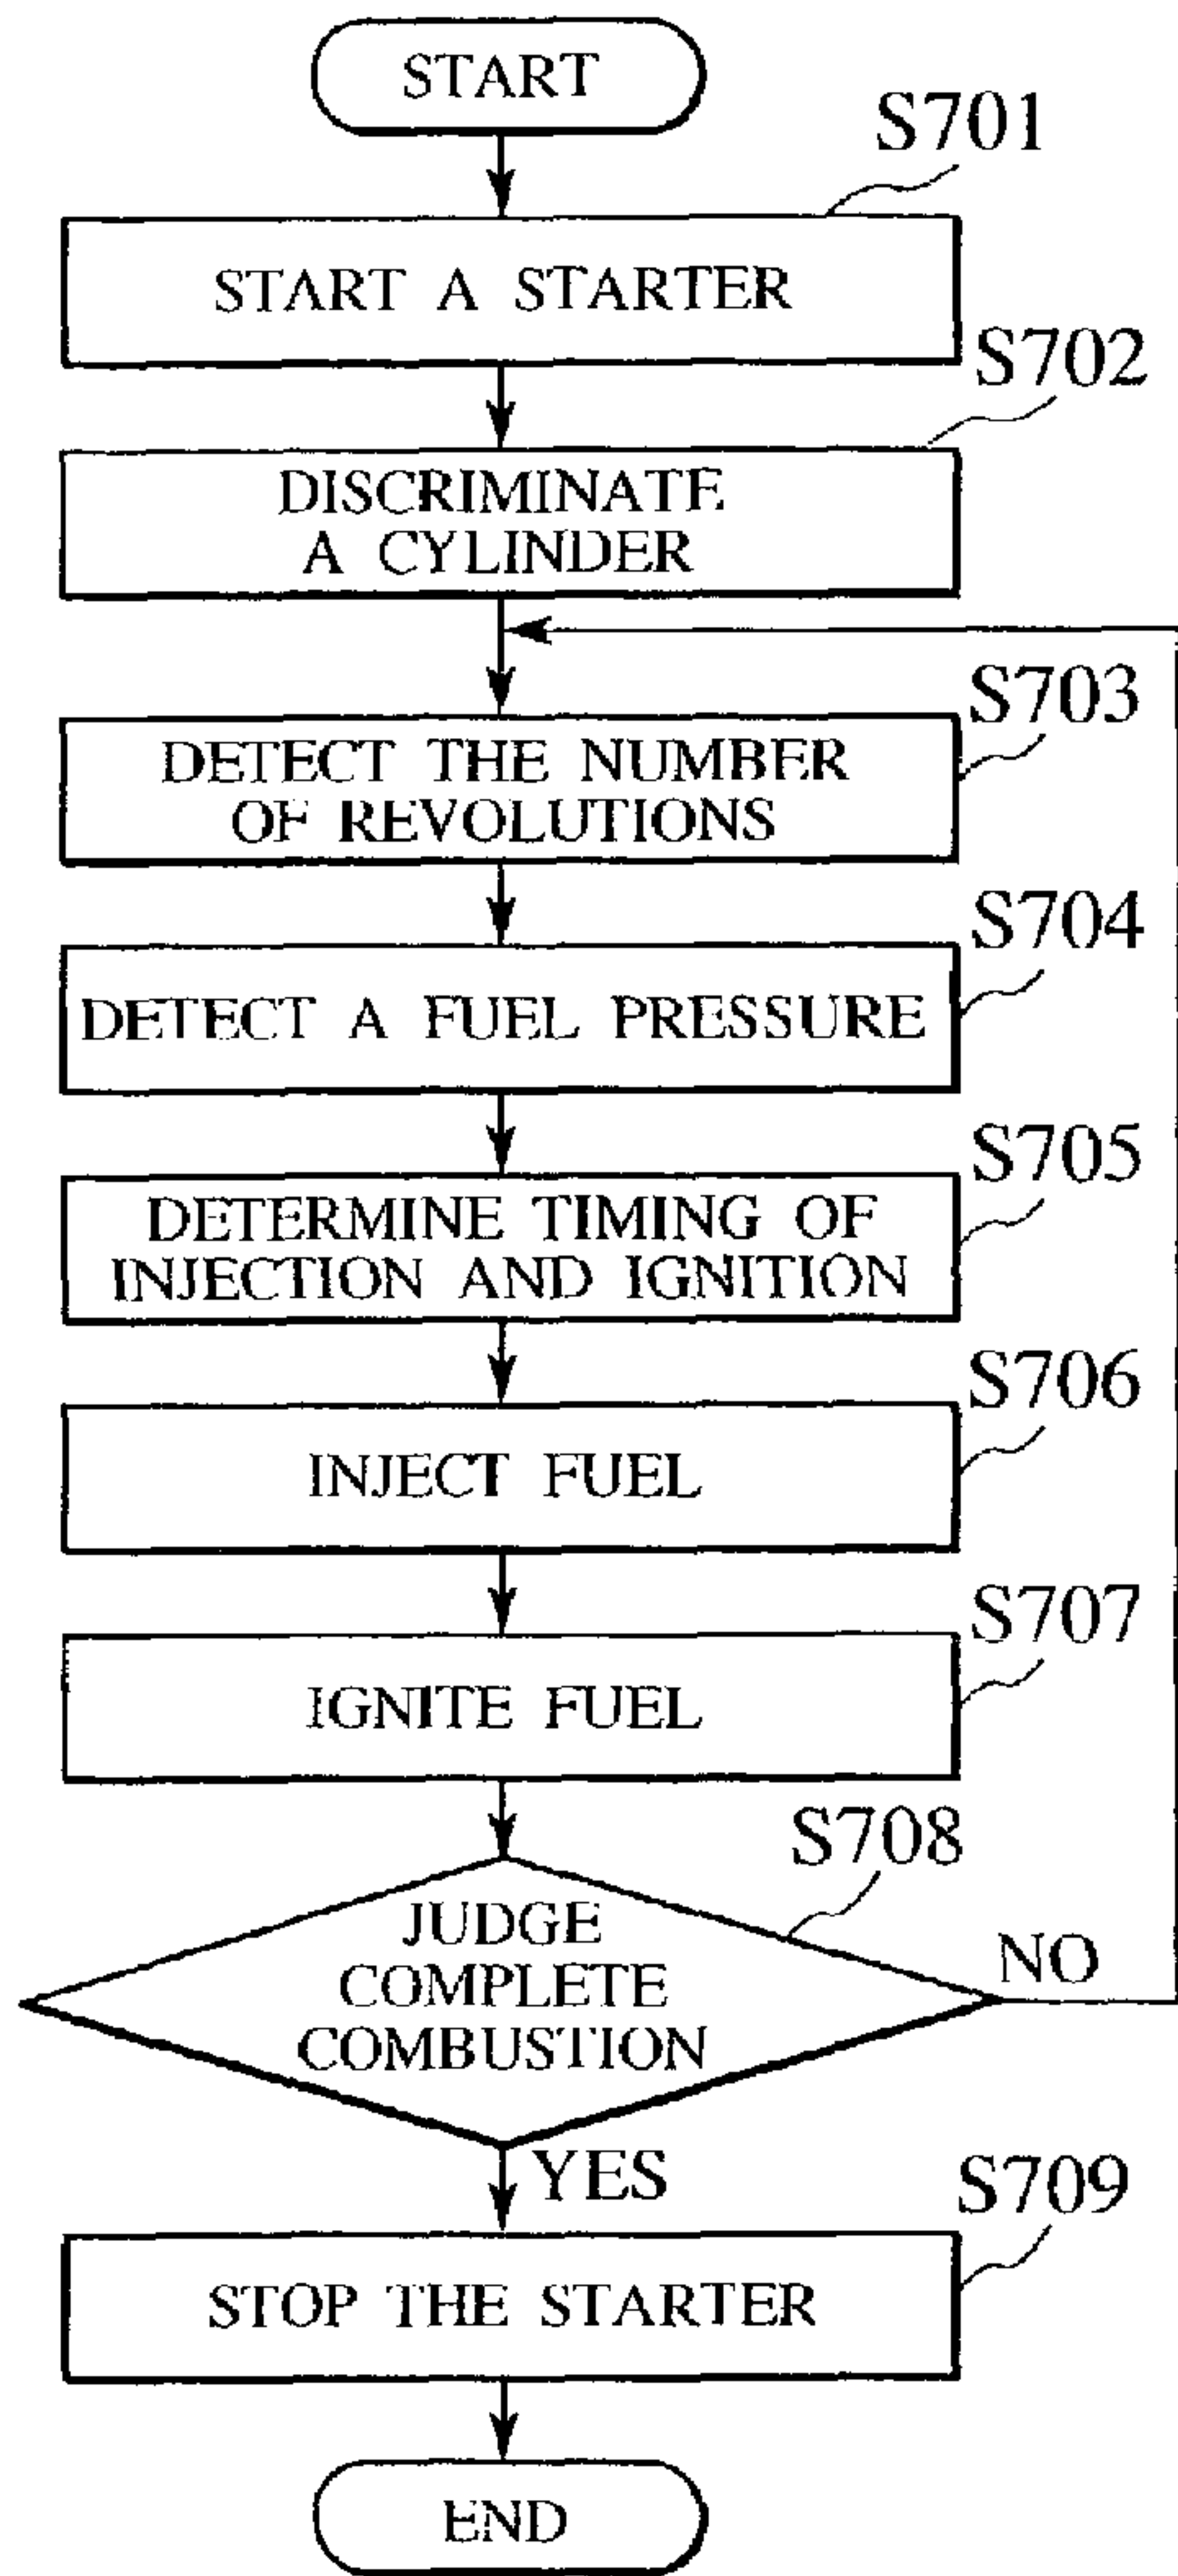 START
S701
START A STARTER
S702
DISCRIMINATE
A CYLINDER
S703
DETECT THE NUMBER
OF REVOLUTIONS
S704
DETECT A FUEL PRESSURE
S705
DETERMINE TIMING OF
INJECTION AND IGNITION
S706
INJECT FUEL
S707
IGNITE FUEL
S708
JUDGE
COMPLETE
COMBUSTION
NO
YES
S709
STOP THE STARTER
END